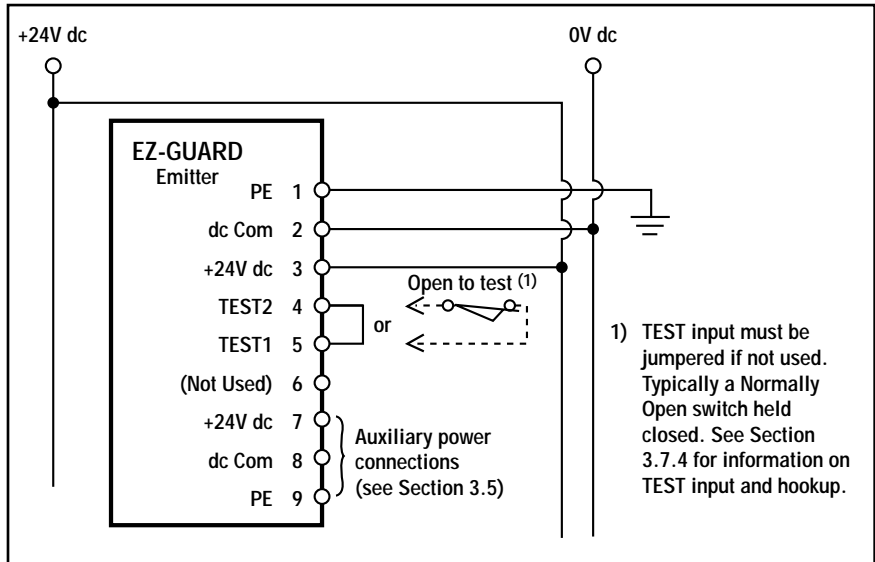 +24V dc
0V dc
EZ-GUARD
Emitter
PE 1
dc Com 2
+24V dc 3
TEST2 4
TEST1 5
(Not Used) 6
+24V dc 7
dc Com 8
PE 9
Open to test (1)
or
Auxiliary power
connections
(see Section 3.5)
1) TEST input must be
jumpered if not used.
Typically a Normally
Open switch held
closed. See Section
3.7.4 for information on
TEST input and hookup.